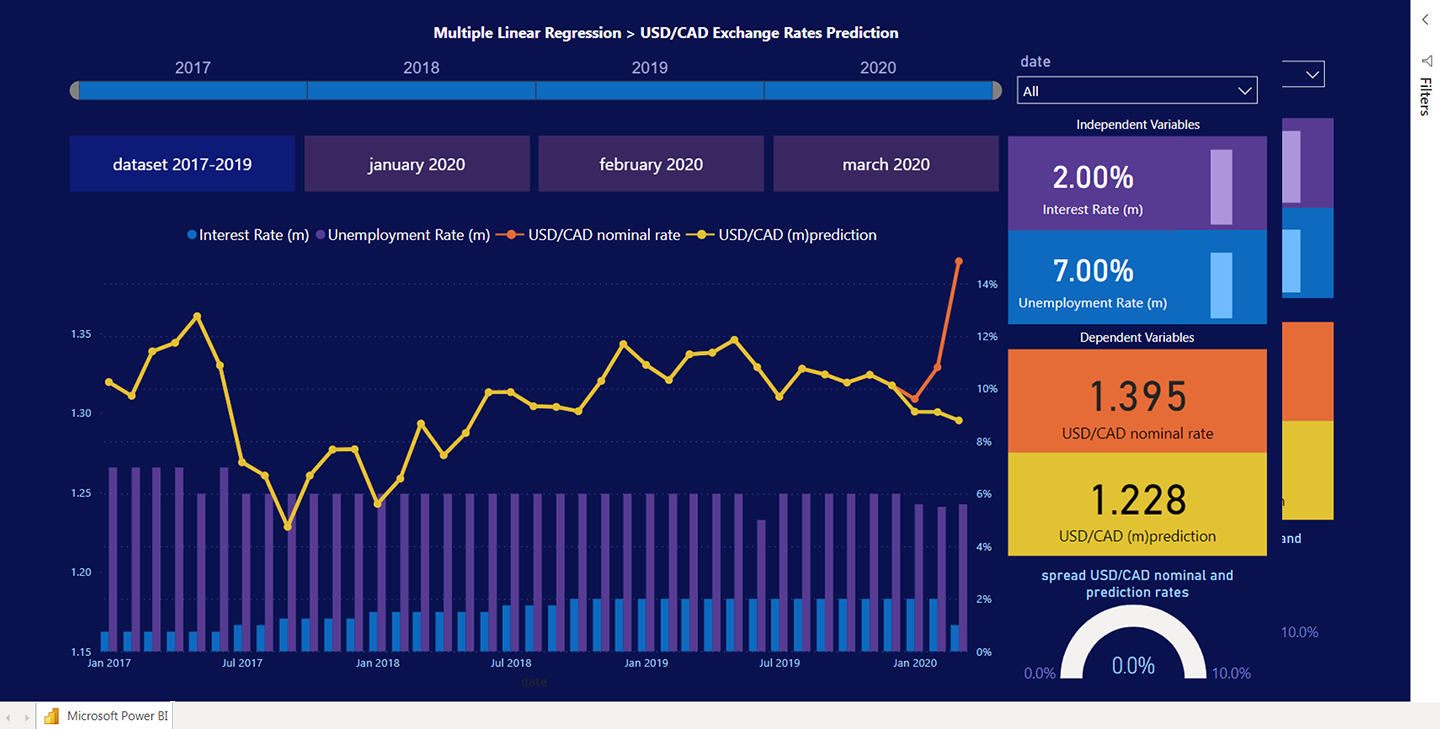 Multiple Linear Regression > USD/CAD Exchange Rates Prediction
2017 2018 2019 2020
date
All
Filters
dataset 2017-2019
january 2020
february 2020
march 2020
Independent Variables
2.00%
Interest Rate (m)
7.00%
Unemployment Rate (m)
Dependent Variables
1.395
USD/CAD nominal rate
1.228
USD/CAD (m)prediction
spread USD/CAD nominal and
prediction rates
0.0%
0.0%
10.0%
Interest Rate (m) Unemployment Rate (m) USD/CAD nominal rate USD/CAD (m)prediction
1.35
1.30
1.25
1.20
1.15
14%
12%
10%
8%
6%
4%
2%
0%
Jan 2017 Jul 2017 Jan 2018 Jul 2018 Jan 2019 Jul 2019 Jan 2020
date
n
and
10.0%
Microsoft Power BI